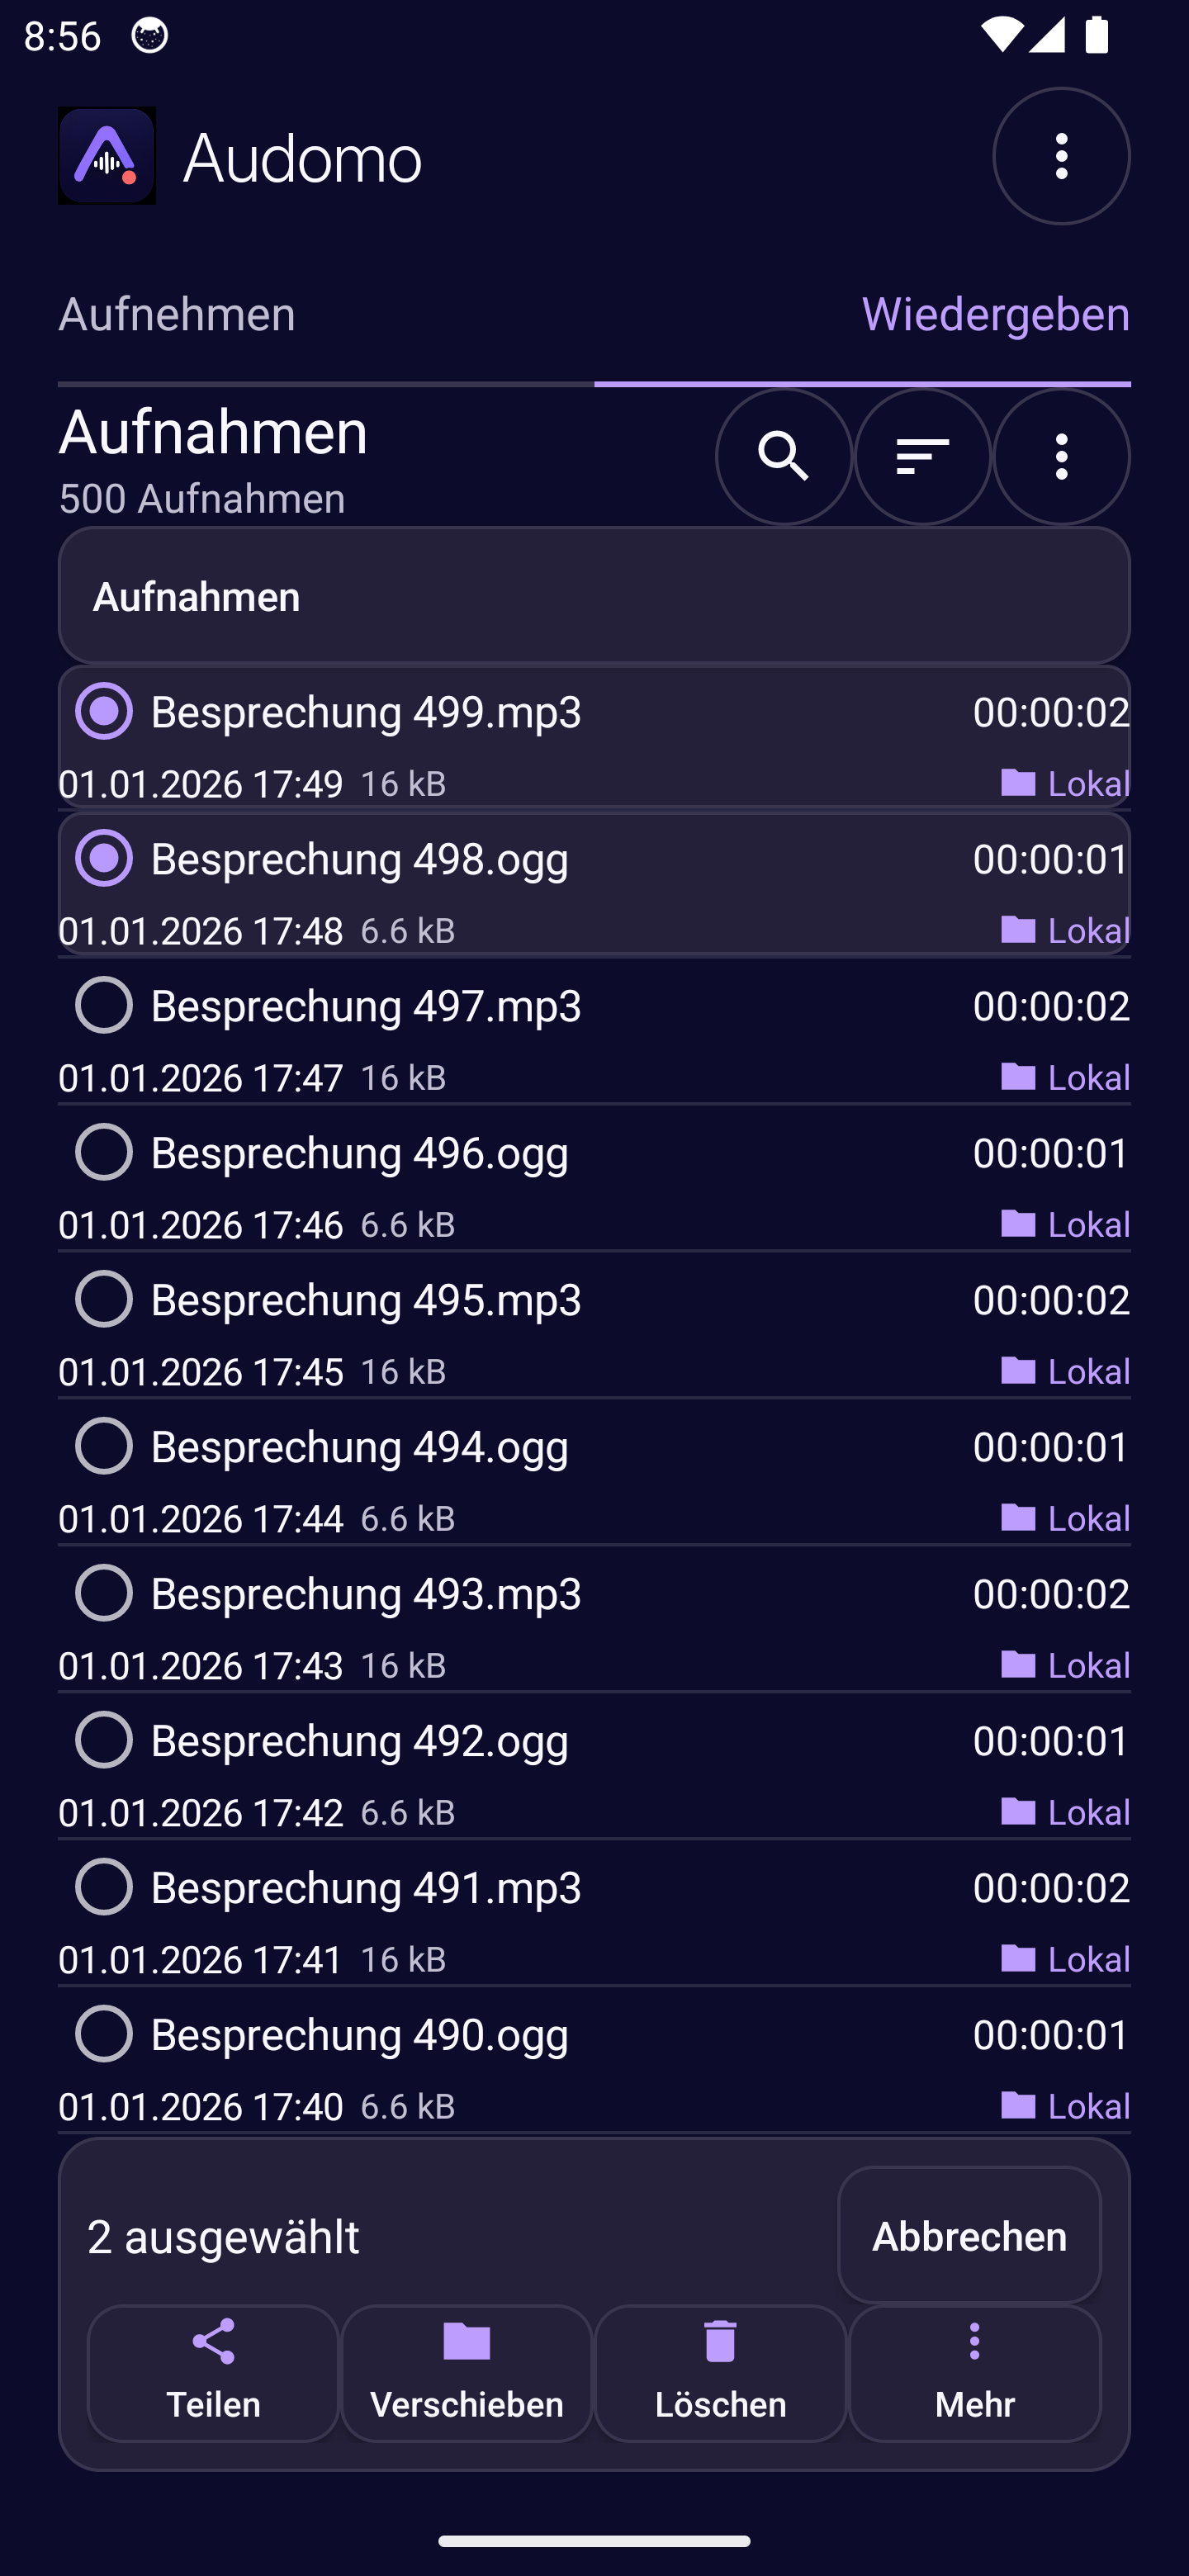 8:56
Audomo
Aufnehmen Wiedergeben
Aufnahmen
500 Aufnahmen
Aufnahmen
Besprechung 499.mp3 00:00:02
01.01.2026 17:49 16 kB Lokal
Besprechung 498.ogg 00:00:01
01.01.2026 17:48 6.6 kB Lokal
Besprechung 497.mp3 00:00:02
01.01.2026 17:47 16 kB Lokal
Besprechung 496.ogg 00:00:01
01.01.2026 17:46 6.6 kB Lokal
Besprechung 495.mp3 00:00:02
01.01.2026 17:45 16 kB Lokal
Besprechung 494.ogg 00:00:01
01.01.2026 17:44 6.6 kB Lokal
Besprechung 493.mp3 00:00:02
01.01.2026 17:43 16 kB Lokal
Besprechung 492.ogg 00:00:01
01.01.2026 17:42 6.6 kB Lokal
Besprechung 491.mp3 00:00:02
01.01.2026 17:41 16 kB Lokal
Besprechung 490.ogg 00:00:01
01.01.2026 17:40 6.6 kB Lokal
2 ausgewählt Abbrechen
Teilen Verschieben Löschen Mehr